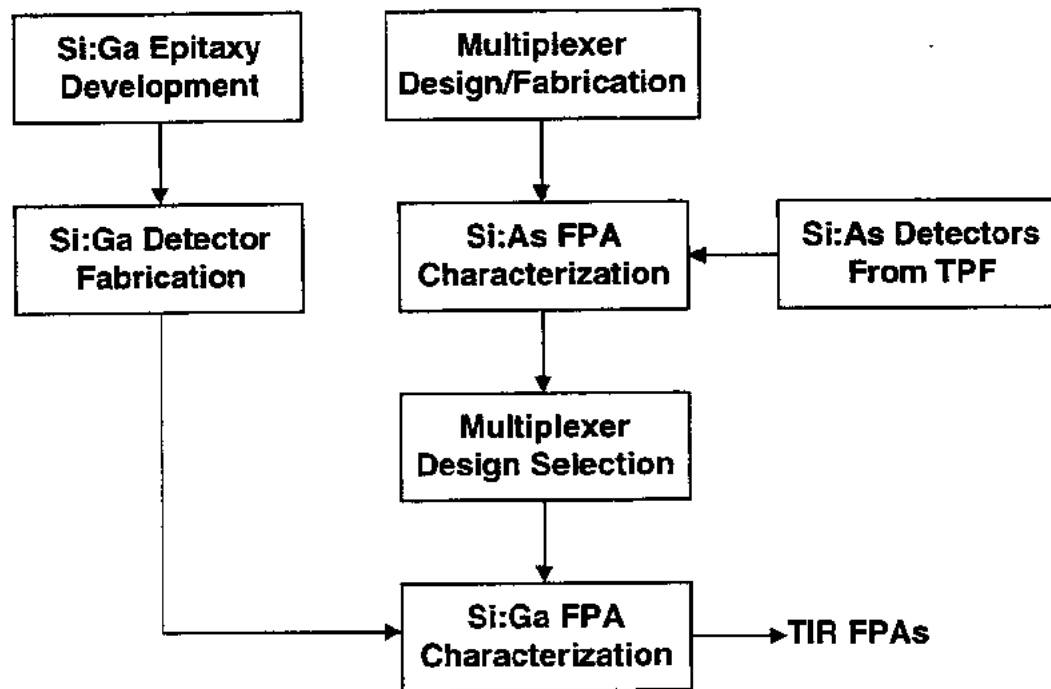 Si:Ga Epitaxy
Development
Multiplexer
Design/Fabrication
Si:Ga Detector
Fabrication
Si:As FPA
Characterization
Si:As Detectors
From TPF
Multiplexer
Design Selection
Si:Ga FPA
Characterization
TIR FPAs